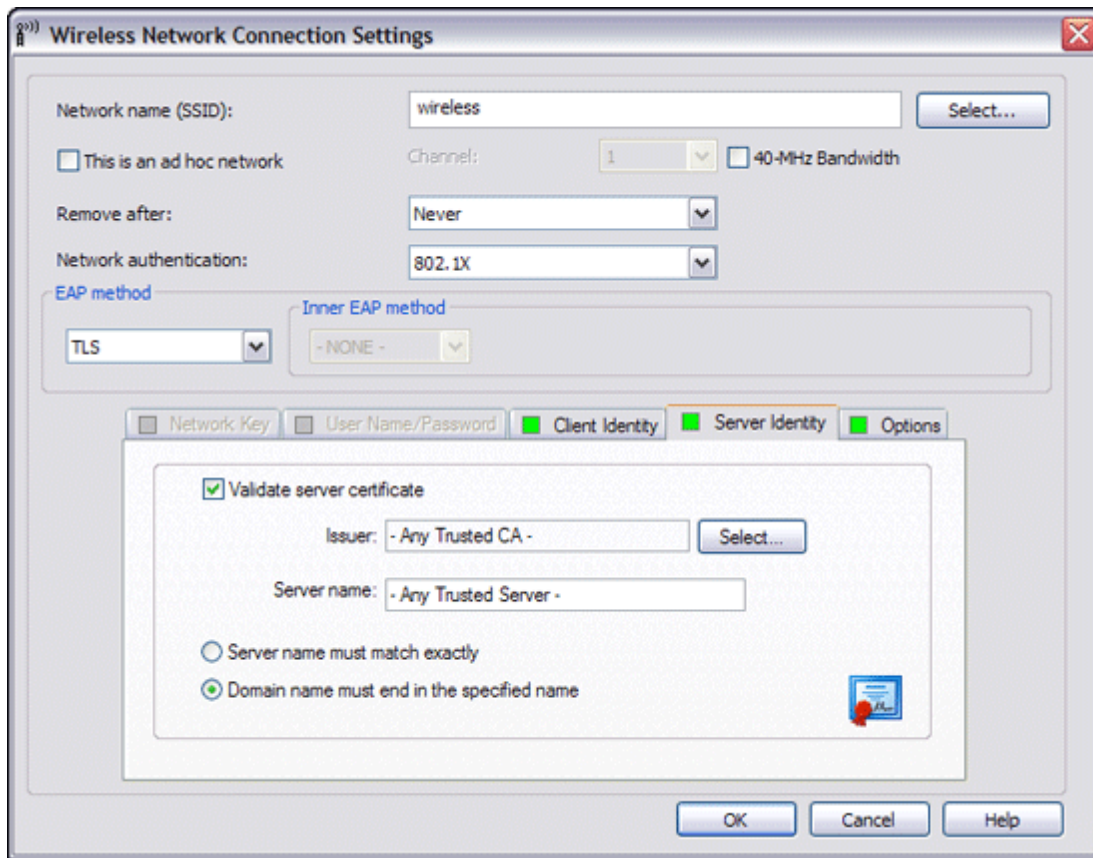 Wireless Network Connection Settings
Network name (SSID): wireless Select...
This is an ad hoc network Channel: 1 40-MHz Bandwidth
Remove after: Never
Network authentication: 802.1X
EAP method
Inner EAP method
TLS - NONE -
Network Key User Name/Password Client Identity Server Identity Options
Validate server certificate
Issuer: - Any Trusted CA - Select...
Server name: - Any Trusted Server -
Server name must match exactly
Domain name must end in the specified name
OK Cancel Help